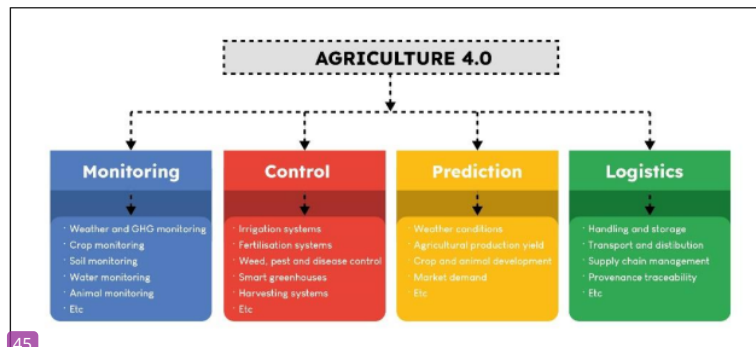 AGRICULTURE 4.0
Monitoring
· Weather and GHG monitoring
· Crop monitoring
· Soil monitoring
· Water monitoring
· Animal monitoring
· Etc
Control
· Irrigation systems
· Fertilisation systems
· Weed, pest and disease control
· Smart greenhouses
· Harvesting systems
· Etc
Prediction
· Weather conditions
· Agricultural production yield
· Crop and animal development
· Market demand
· Etc
Logistics
· Handling and storage
· Transport and distibution
· Supply chain management
· Provenance traceability
· Etc
45